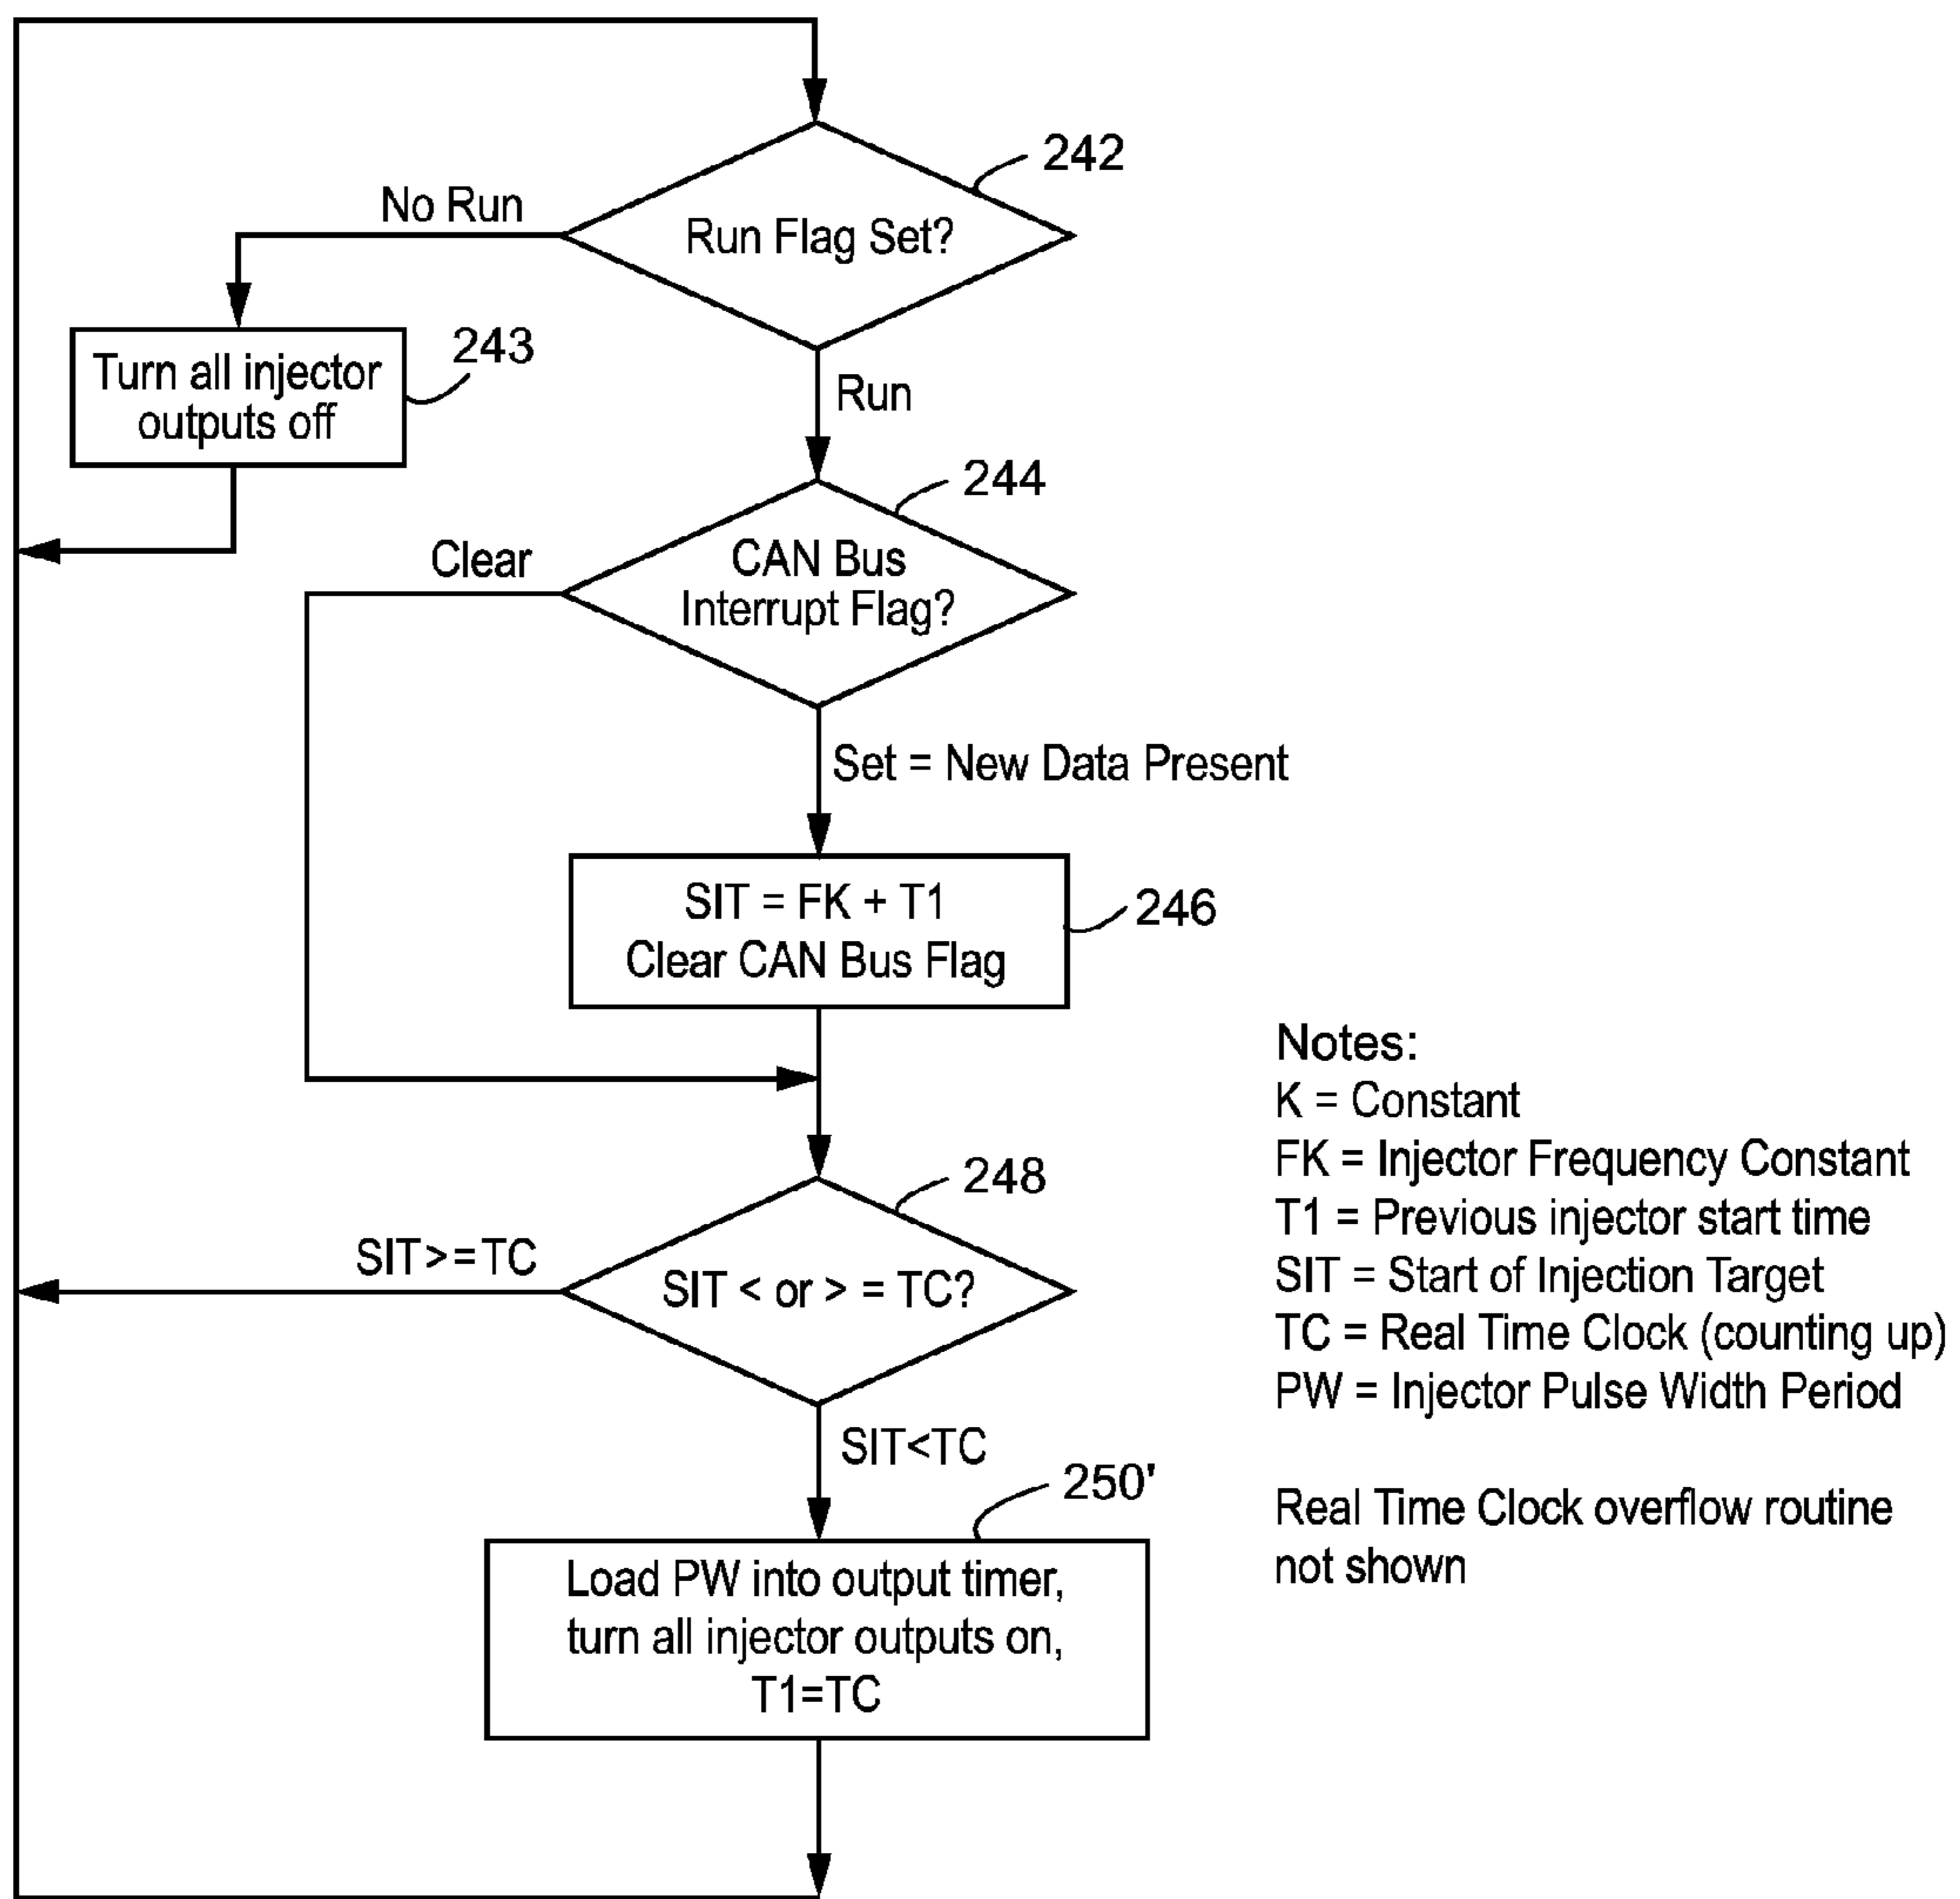 242
No Run
Run Flag Set?
243
Turn all injector
outputs off
Run
244
Clear
CAN Bus
Interrupt Flag?
Set = New Data Present
SIT = FK + T1
Clear CAN Bus Flag
246
248
SIT>=TC
SIT < or > = TC?
SIT<TC
250'
Load PW into output timer,
turn all injector outputs on,
T1=TC
Notes:
K = Constant
FK = Injector Frequency Constant
T1 = Previous injector start time
SIT = Start of Injection Target
TC = Real Time Clock (counting up)
PW = Injector Pulse Width Period
Real Time Clock overflow routine
not shown